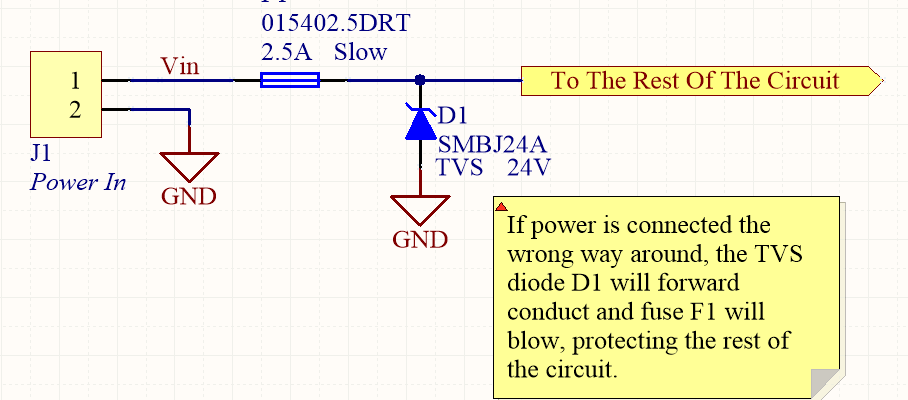 015402.5DRT
2.5A Slow
Vin
1
2
To The Rest Of The Circuit
J1
Power In
GND
D1
SMBJ24A
TVS 24V
GND
If power is connected the
wrong way around, the TVS
diode D1 will forward
conduct and fuse F1 will
blow, protecting the rest of
the circuit.